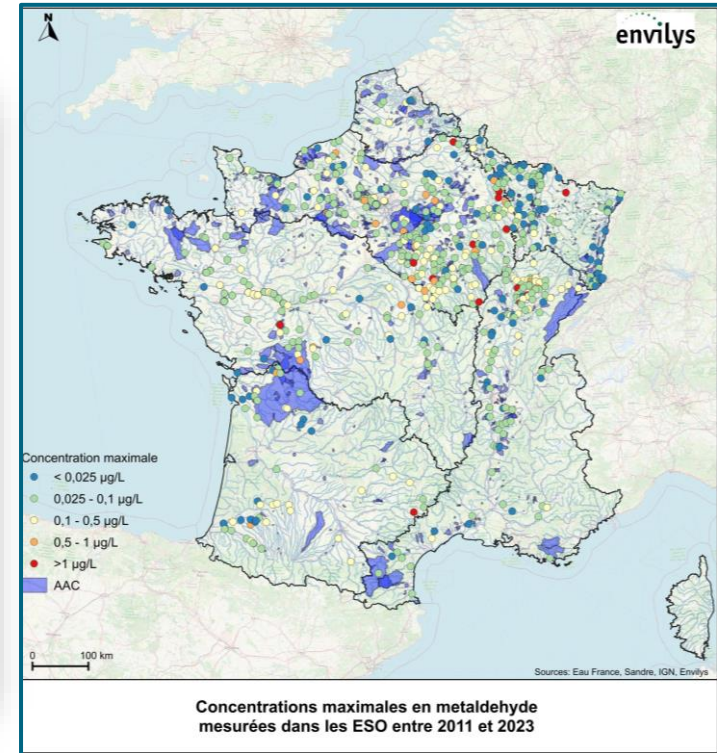 N
envilys
Concentration maximale
< 0,025 µg/L
0,025 - 0,1 µg/L
0,1 - 0,5 µg/L
0,5 - 1 µg/L
>1 µg/L
AAC
0 100 km
Sources: Eau France, Sandre, IGN, Envilys
Concentrations maximales en metaldehyde
mesurées dans les ESO entre 2011 et 2023